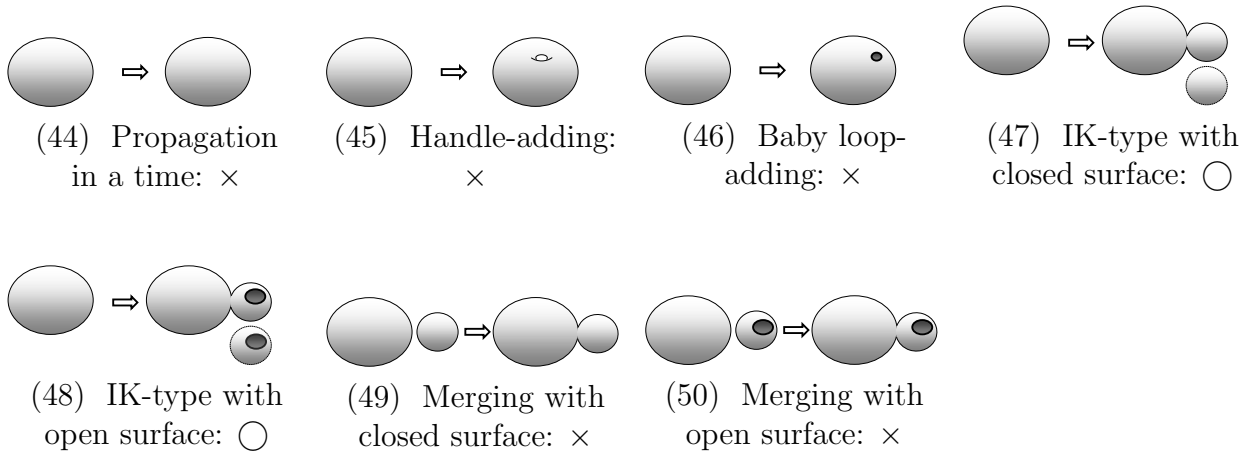 (44) Propagation
in a time: ×
(45) Handle-adding:
×
(46) Baby loop-
adding: ×
(47) IK-type with
closed surface: ◯
(48) IK-type with
open surface: ◯
(49) Merging with
closed surface: ×
(50) Merging with
open surface: ×